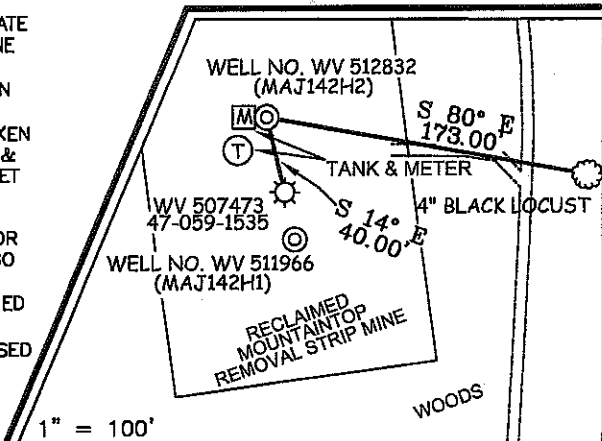 ATE
NE
N
KEN
&
ET
OR
SO
ED
SED
WELL NO. WV 512832
(MAJ142H2)
M
T
S 80° E
173.00'
TANK & METER
4" BLACK LOCUST
WV 507473
47-059-1535
S 14° E
40.00'
WELL NO. WV 511966
(MAJ142H1)
RECLAIMED
MOUNTAINTOP
REMOVAL STRIP MINE
WOODS
1" = 100'